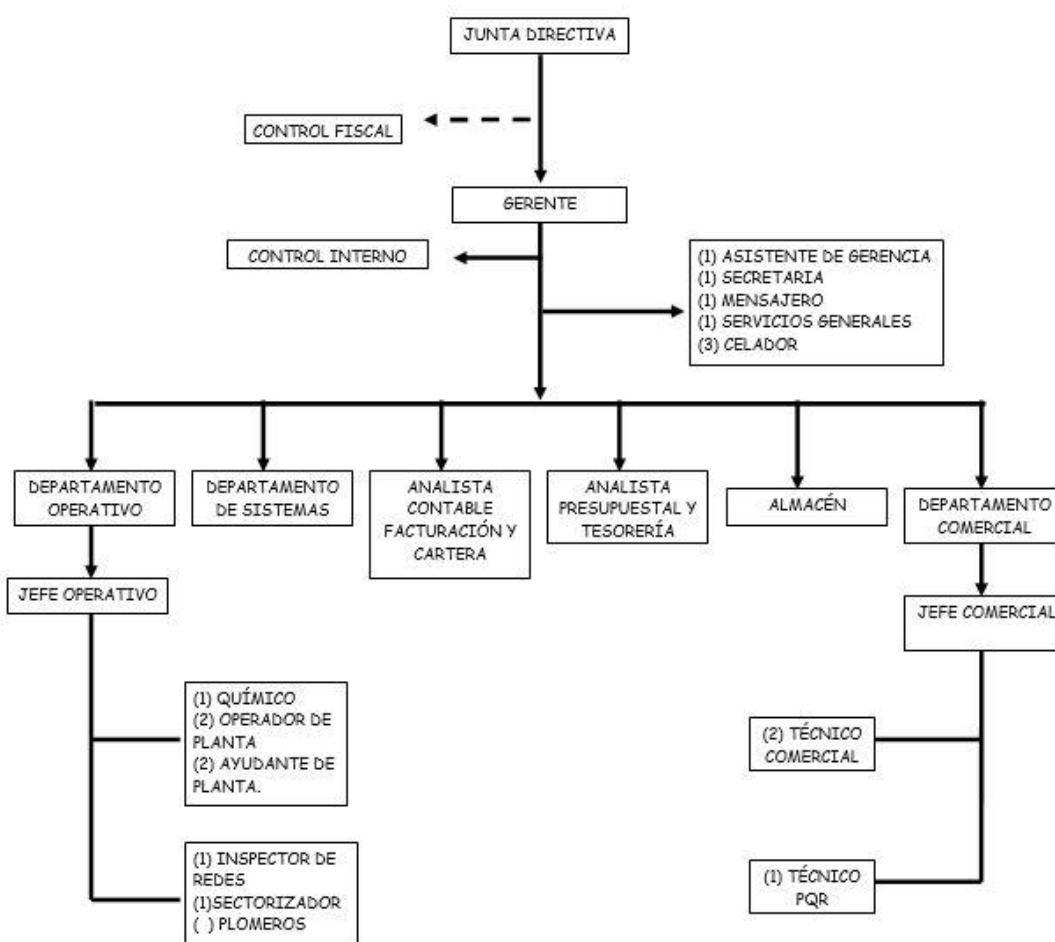 JUNTA DIRECTIVA
CONTROL FISCAL
GERENTE
CONTROL INTERNO
(1) ASISTENTE DE GERENCIA
(1) SECRETARIA
(1) MENSAJERO
(1) SERVICIOS GENERALES
(3) CELADOR
DEPARTAMENTO
OPERATIVO
DEPARTAMENTO
DE SISTEMAS
ANALISTA
CONTABLE
FACTURACIÓN Y
CARTERA
ANALISTA
PRESUPUESTAL Y
TESORERÍA
ALMACÉN
DEPARTAMENTO
COMERCIAL
JEFE OPERATIVO
JEFE COMERCIAL
(1) QUÍMICO
(2) OPERADOR DE
PLANTA
(2) AYUDANTE DE
PLANTA.
(2) TÉCNICO
COMERCIAL
(1) INSPECTOR DE
REDES
(1)SECTORIZADOR
( ) PLOMEROS
(1) TÉCNICO
PQR